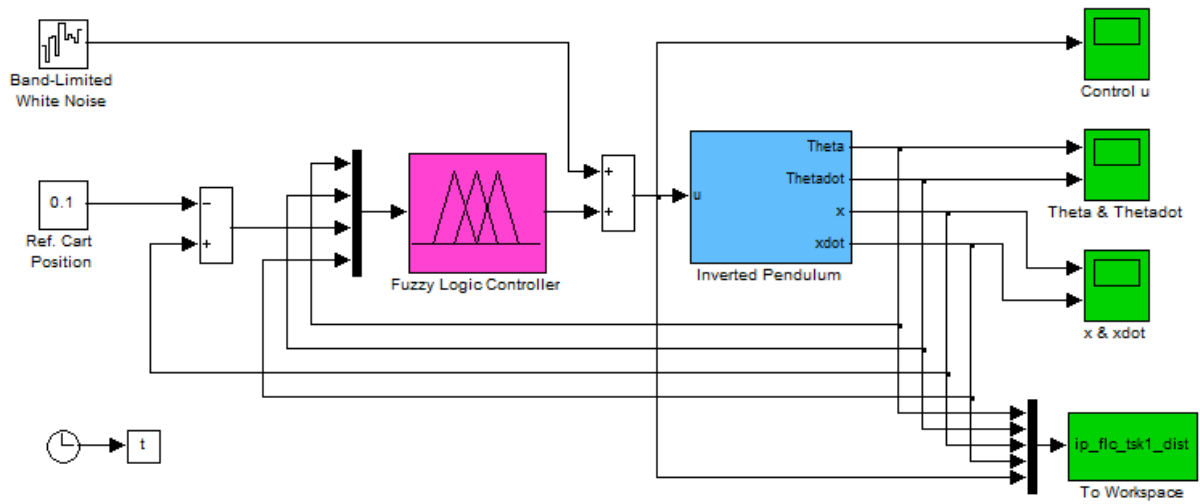 Band-Limited
White Noise
Control u
0.1
Ref. Cart
Position
−
+
Fuzzy Logic Controller
+
+
u
Theta
Thetadot
x
xdot
Inverted Pendulum
Theta & Thetadot
x & xdot
t
ip_flc_tsk1_dist
To Workspace